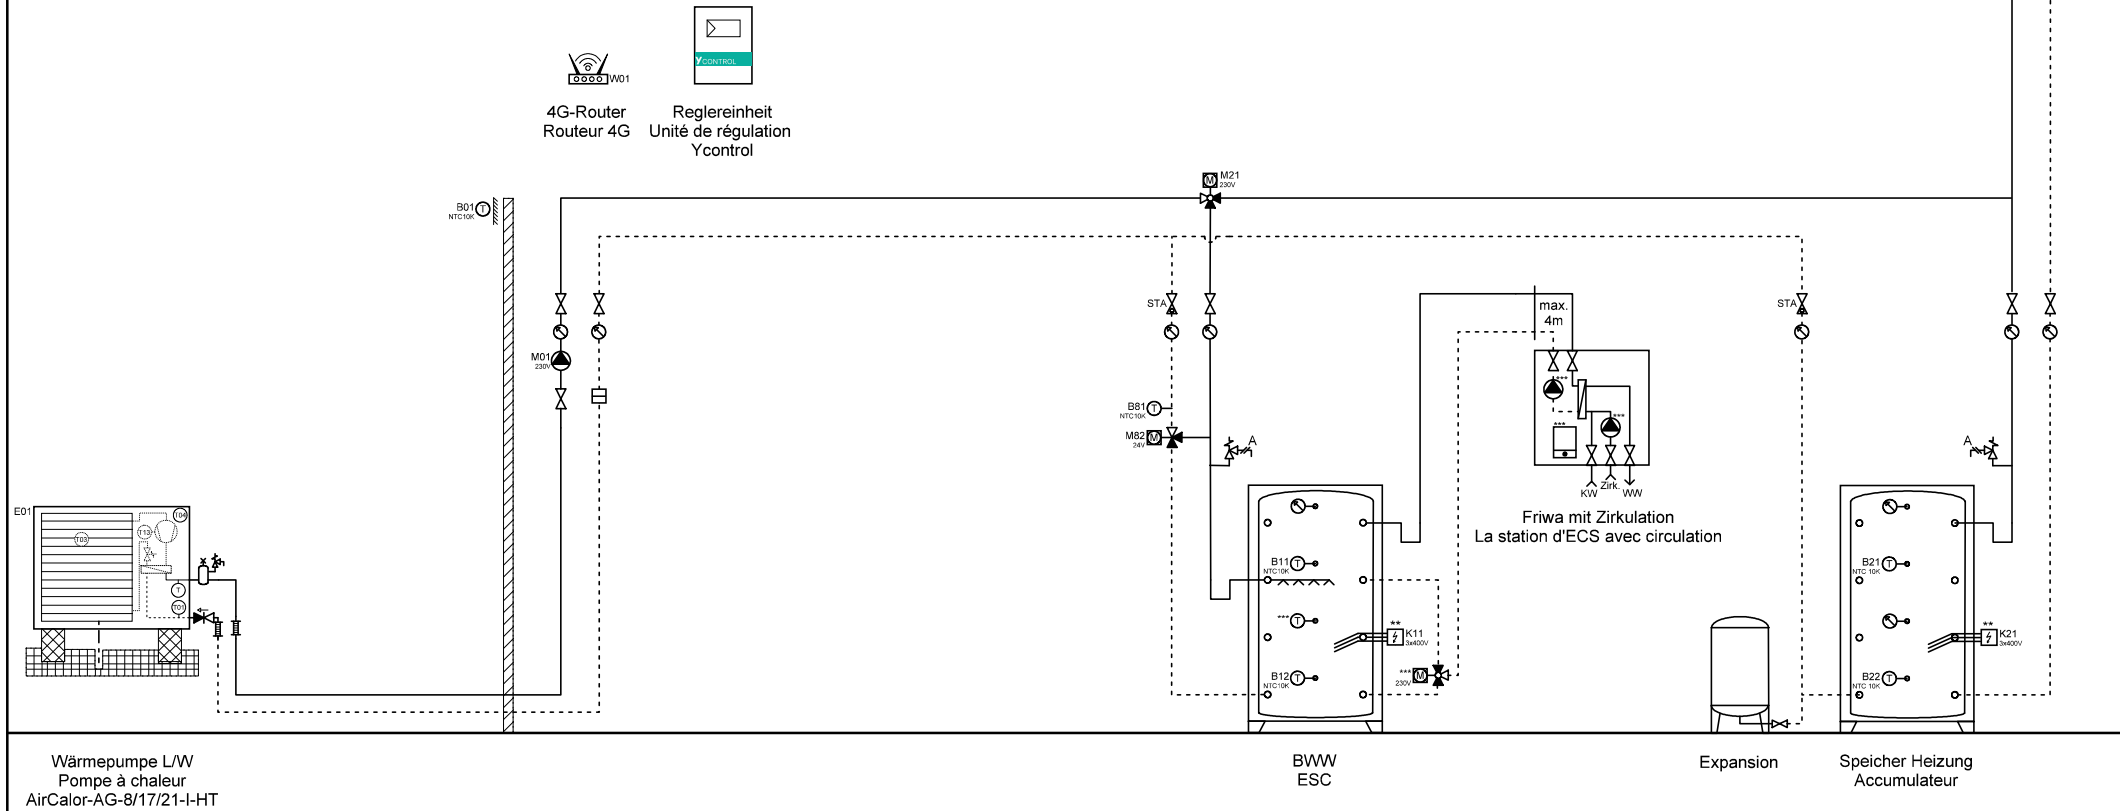 YCONTROL
W01
4G-Router
Routeur 4G
Reglereinheit
Unité de régulation
Ycontrol
M
M21
230V
B01
NTC10K
T
STA
STA
max.
4m
M01
230V
***
***
***
B81
NTC10K
T
M82
24V
M
A
A
KW
Zirk.
WW
Friwa mit Zirkulation
La station d'ECS avec circulation
E01
T04
T13
T03
T
T01
B11
NTC10K
T
***
T
B12
NTC10K
T
**
K11
3x400V
***
230V
M
B21
NTC 10K
T
B22
NTC 10K
T
**
K21
3x400V
Wärmepumpe L/W
Pompe à chaleur
AirCalor-AG-8/17/21-I-HT
BWW
ESC
Expansion
Speicher Heizung
Accumulateur